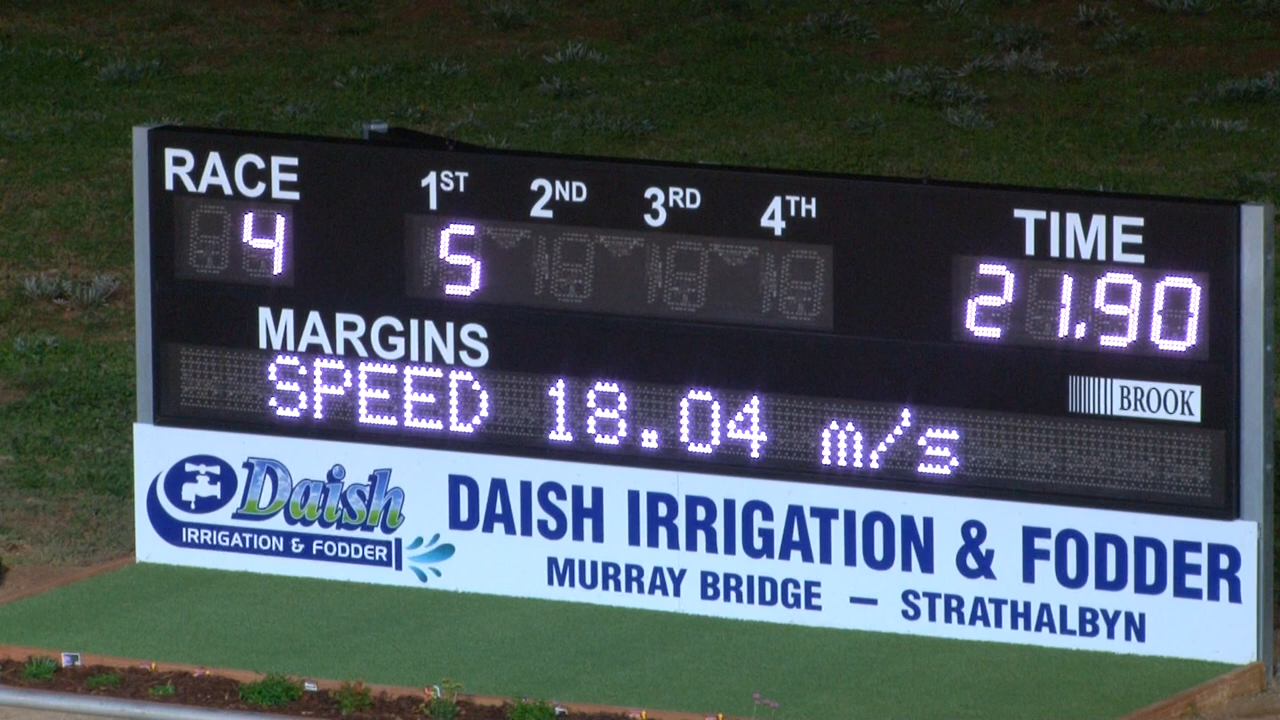 RACE 1ST 2ND 3RD 4TH TIME
4 5 21.90
MARGINS
BROOK
SPEED 18.04 m/s
Daish
IRRIGATION & FODDER
DAISH IRRIGATION & FODDER
MURRAY BRIDGE – STRATHALBYN